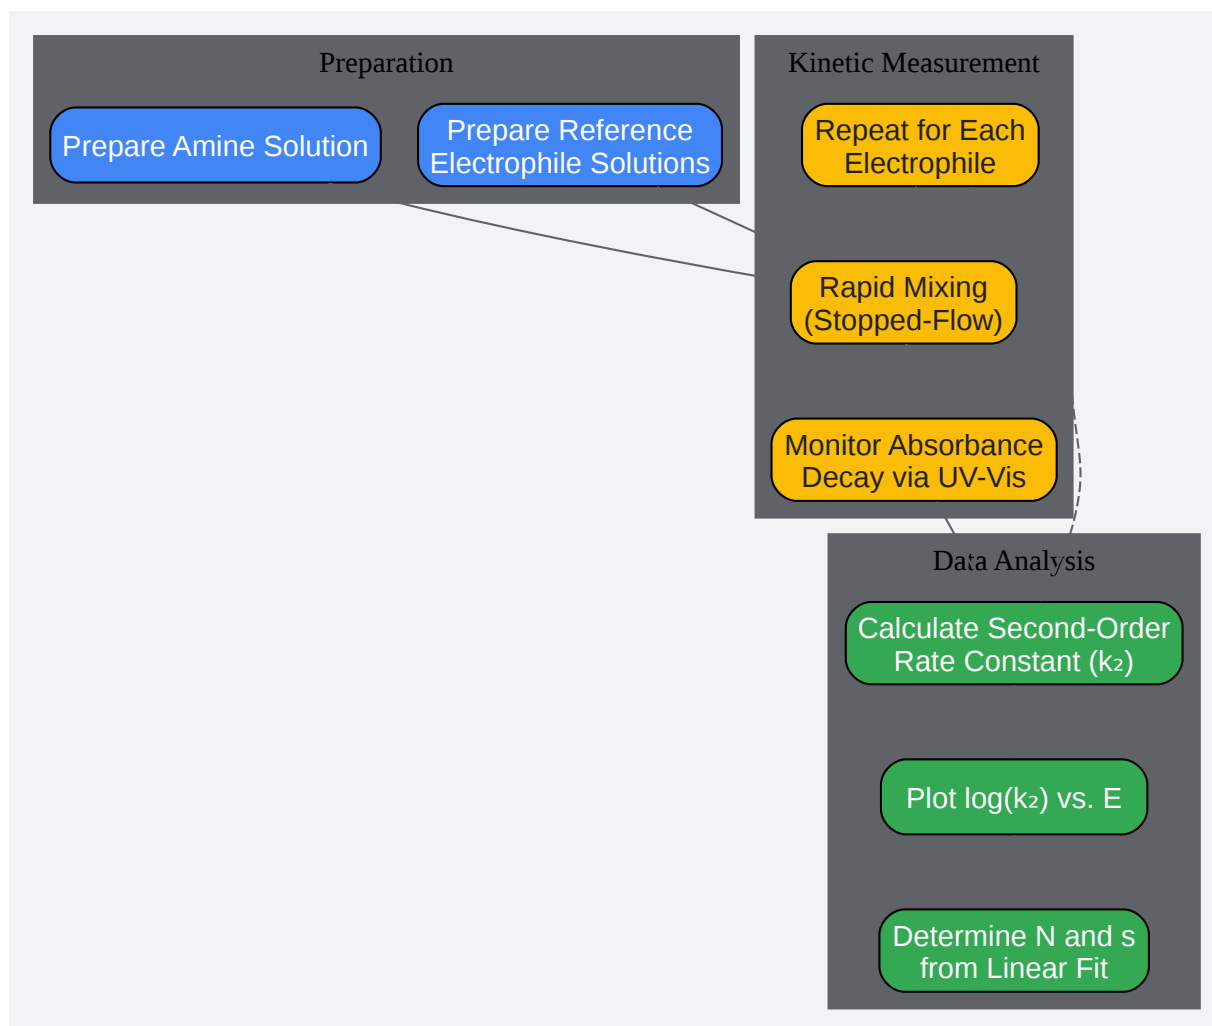 Preparation
Prepare Amine Solution
Prepare Reference
Electrophile Solutions
Kinetic Measurement
Repeat for Each
Electrophile
Rapid Mixing
(Stopped-Flow)
Monitor Absorbance
Decay via UV-Vis
Data Analysis
Calculate Second-Order
Rate Constant (k₂)
Plot log(k₂) vs. E
Determine N and s
from Linear Fit